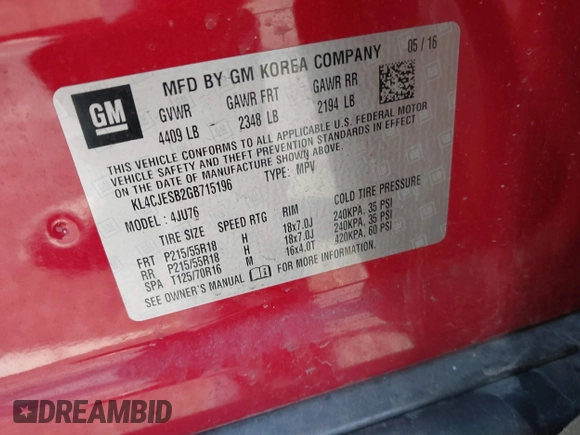 GM
MFD BY GM KOREA COMPANY 05 / 16
GVWR GAWR FRT GAWR RR
4409 LB 2348 LB 2194 LB
THIS VEHICLE CONFORMS TO ALL APPLICABLE U.S. FEDERAL MOTOR
VEHICLE SAFETY AND THEFT PREVENTION STANDARDS IN EFFECT
ON THE DATE OF MANUFACTURE SHOWN ABOVE.
KL4CJESB2GB715196 TYPE: MPV
MODEL: 4JU76
TIRE SIZE SPEED RTG RIM COLD TIRE PRESSURE
FRT P215/55R18 H 18x7.0J 240KPA, 35 PSI
RR P215/55R18 H 18x7.0J 240KPA, 35 PSI
SPA T125/70R16 M 16x4.0T 420KPA, 60 PSI
SEE OWNER'S MANUAL FOR MORE INFORMATION.
DREAMBID